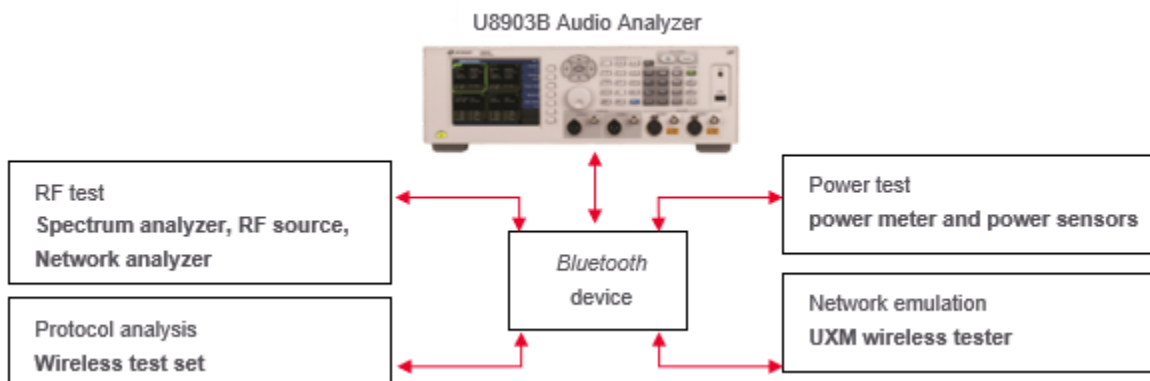 U8903B Audio Analyzer
RF test
Spectrum analyzer, RF source,
Network analyzer
Power test
power meter and power sensors
Bluetooth
device
Protocol analysis
Wireless test set
Network emulation
UXM wireless tester